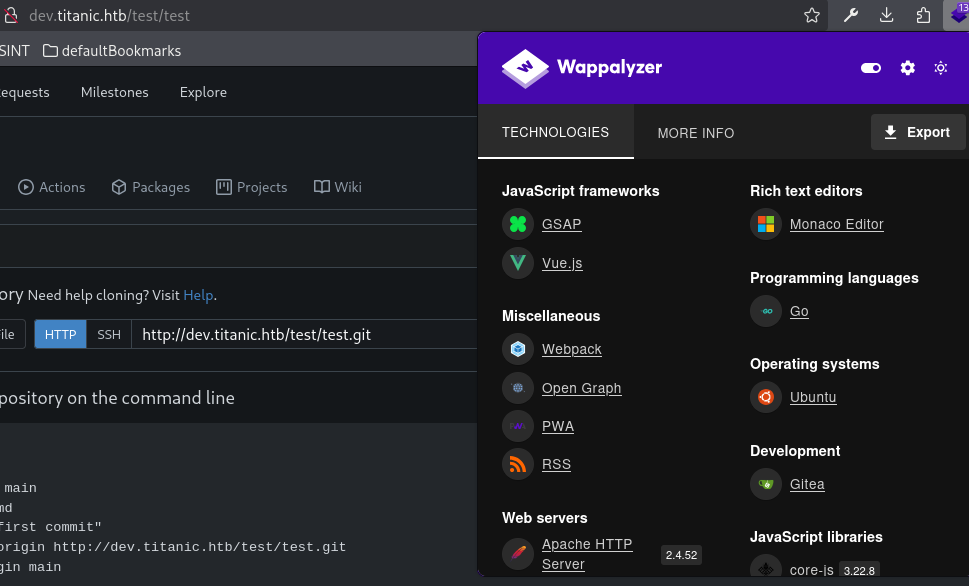 dev.titanic.htb/test/test
13
SINT defaultBookmarks
equests Milestones Explore
Actions Packages Projects Wiki
ory Need help cloning? Visit Help.
ile HTTP SSH http://dev.titanic.htb/test/test.git
pository on the command line
main
md
first commit"
origin http://dev.titanic.htb/test/test.git
gin main
Wappalyzer
TECHNOLOGIES MORE INFO Export
JavaScript frameworks
GSAP
Vue.js
Miscellaneous
Webpack
Open Graph
PWA
PWA
RSS
Web servers
Apache HTTP
Server 2.4.52
Rich text editors
Monaco Editor
Programming languages
GO
Go
Operating systems
Ubuntu
Development
Gitea
JavaScript libraries
core-js 3.22.8